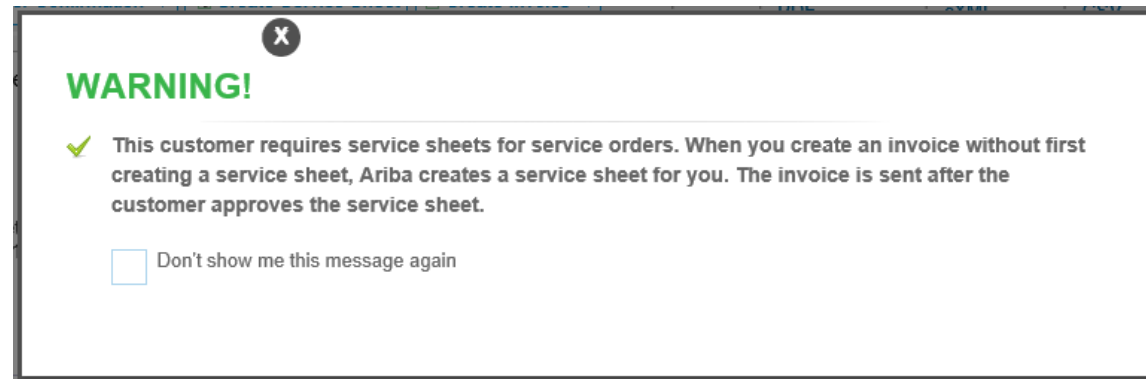 X
WARNING!
This customer requires service sheets for service orders. When you create an invoice without first
creating a service sheet, Ariba creates a service sheet for you. The invoice is sent after the
customer approves the service sheet.
Don't show me this message again